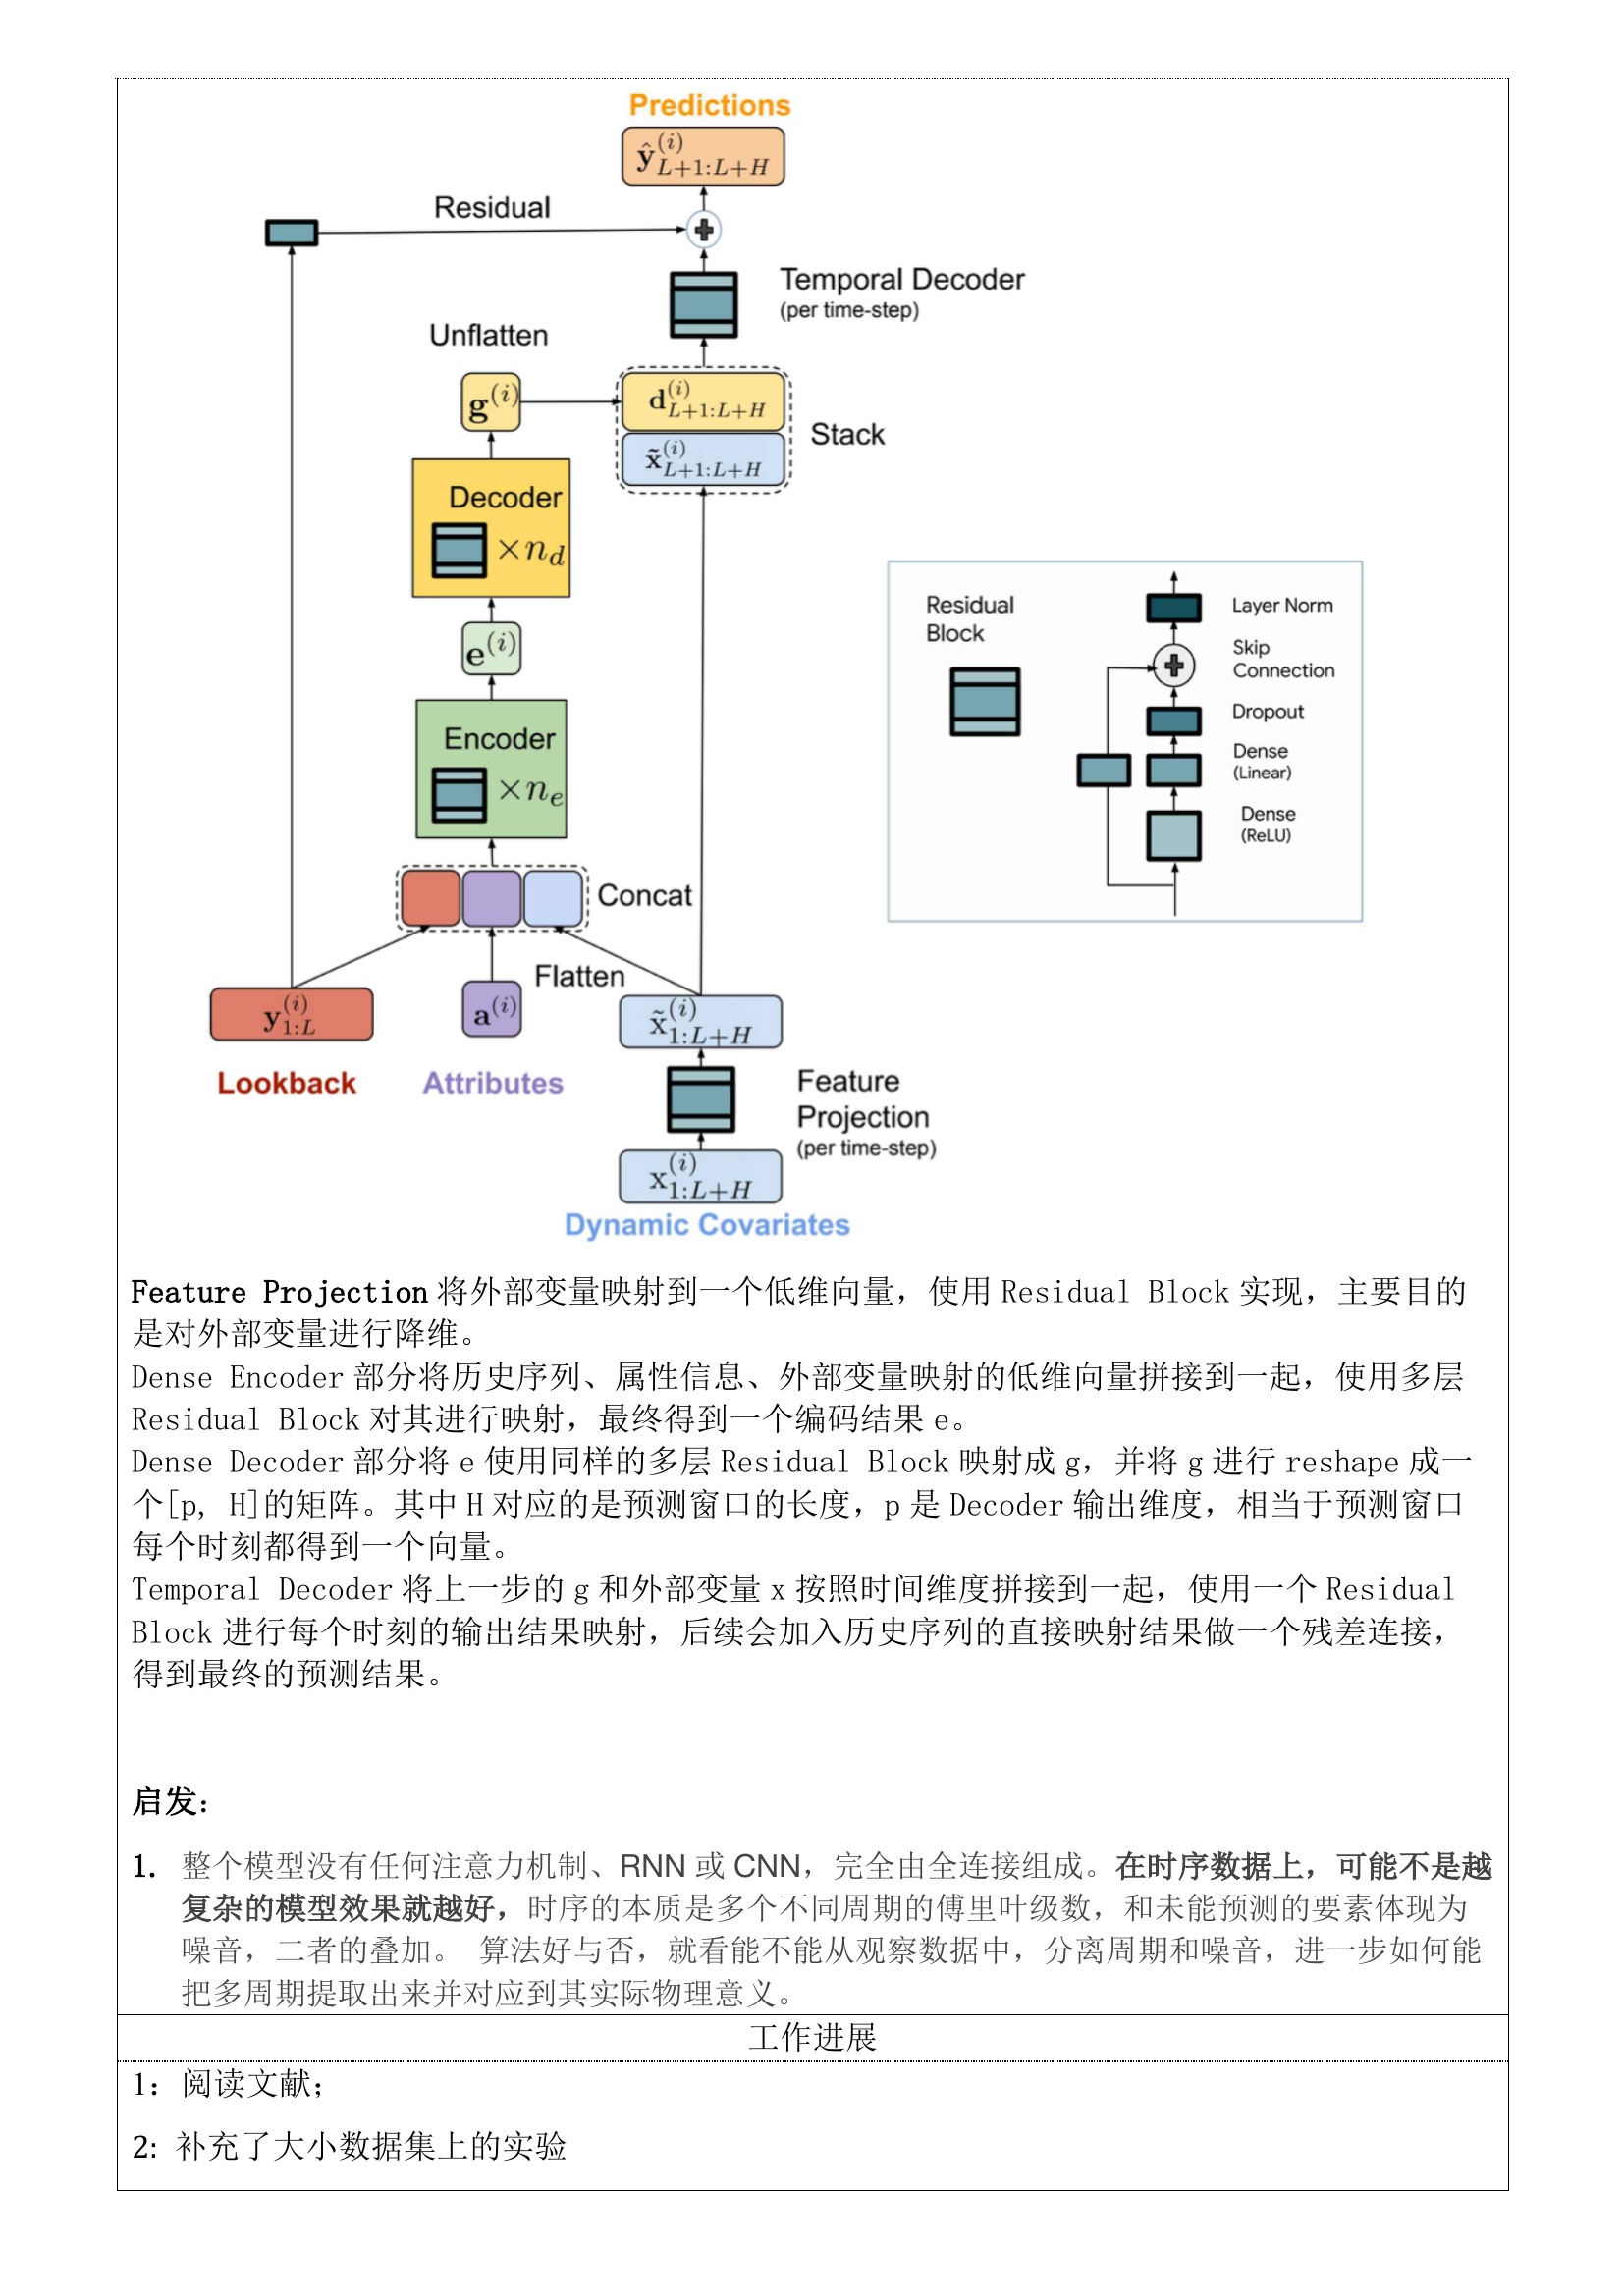 Predictions
ŷ^{(i)}_{L+1:L+H}
Residual
Temporal Decoder
(per time-step)
Unflatten
g^{(i)}
d^{(i)}_{L+1:L+H}
Stack
x̃^{(i)}_{L+1:L+H}
Decoder
×n_d
e^{(i)}
Encoder
×n_e
Concat
Flatten
y^{(i)}_{1:L}
a^{(i)}
x̃^{(i)}_{1:L+H}
Lookback
Attributes
Feature
Projection
(per time-step)
x^{(i)}_{1:L+H}
Dynamic Covariates
Residual
Block
Layer Norm
Skip
Connection
Dropout
Dense
(Linear)
Dense
(ReLU)
Feature Projection 将外部变量映射到一个低维向量，使用 Residual Block 实现，主要目的
是对外部变量进行降维。
Dense Encoder 部分将历史序列、属性信息、外部变量映射的低维向量拼接到一起，使用多层
Residual Block 对其进行映射，最终得到一个编码结果 e。
Dense Decoder 部分将 e 使用同样的多层 Residual Block 映射成 g，并将 g 进行 reshape 成一
个[p, H]的矩阵。其中 H 对应的是预测窗口的长度，p 是 Decoder 输出维度，相当于预测窗口
每个时刻都得到一个向量。
Temporal Decoder 将上一步的 g 和外部变量 x 按照时间维度拼接到一起，使用一个 Residual
Block 进行每个时刻的输出结果映射，后续会加入历史序列的直接映射结果做一个残差连接，
得到最终的预测结果。
启发：
1. 整个模型没有任何注意力机制、RNN 或 CNN，完全由全连接组成。在时序数据上，可能不是越
复杂的模型效果就越好，时序的本质是多个不同周期的傅里叶级数，和未能预测的要素体现为
噪音，二者的叠加。 算法好与否，就看能不能从观察数据中，分离周期和噪音，进一步如何能
把多周期提取出来并对应到其实际物理意义。
工作进展
1：阅读文献；
2：补充了大小数据集上的实验